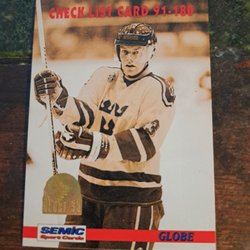 CHECK LIST CARD 91-180
SEMIC
Sport Cards
GLOBE